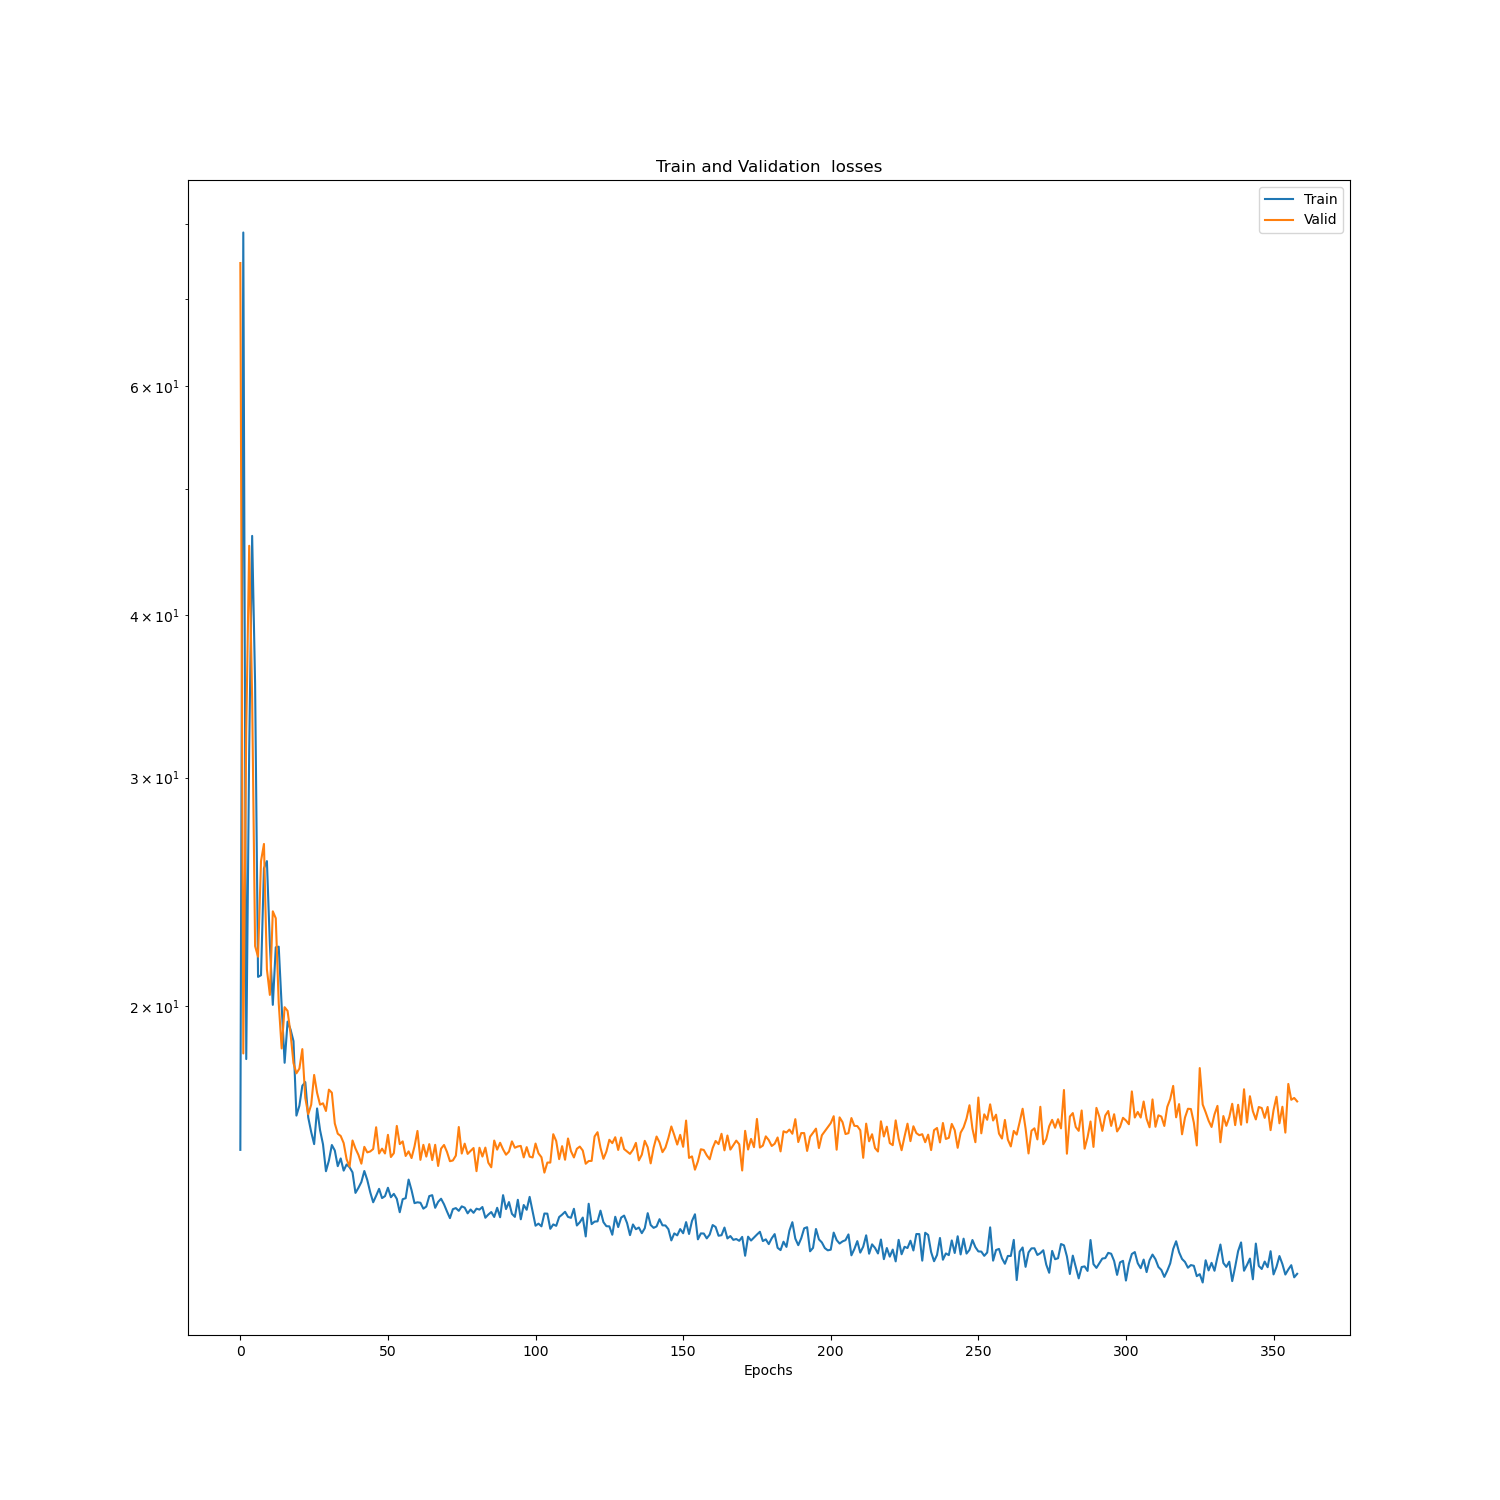 Train and Validation  losses
Train
Valid
6 × 10¹
4 × 10¹
3 × 10¹
2 × 10¹
0 50 100 150 200 250 300 350
Epochs